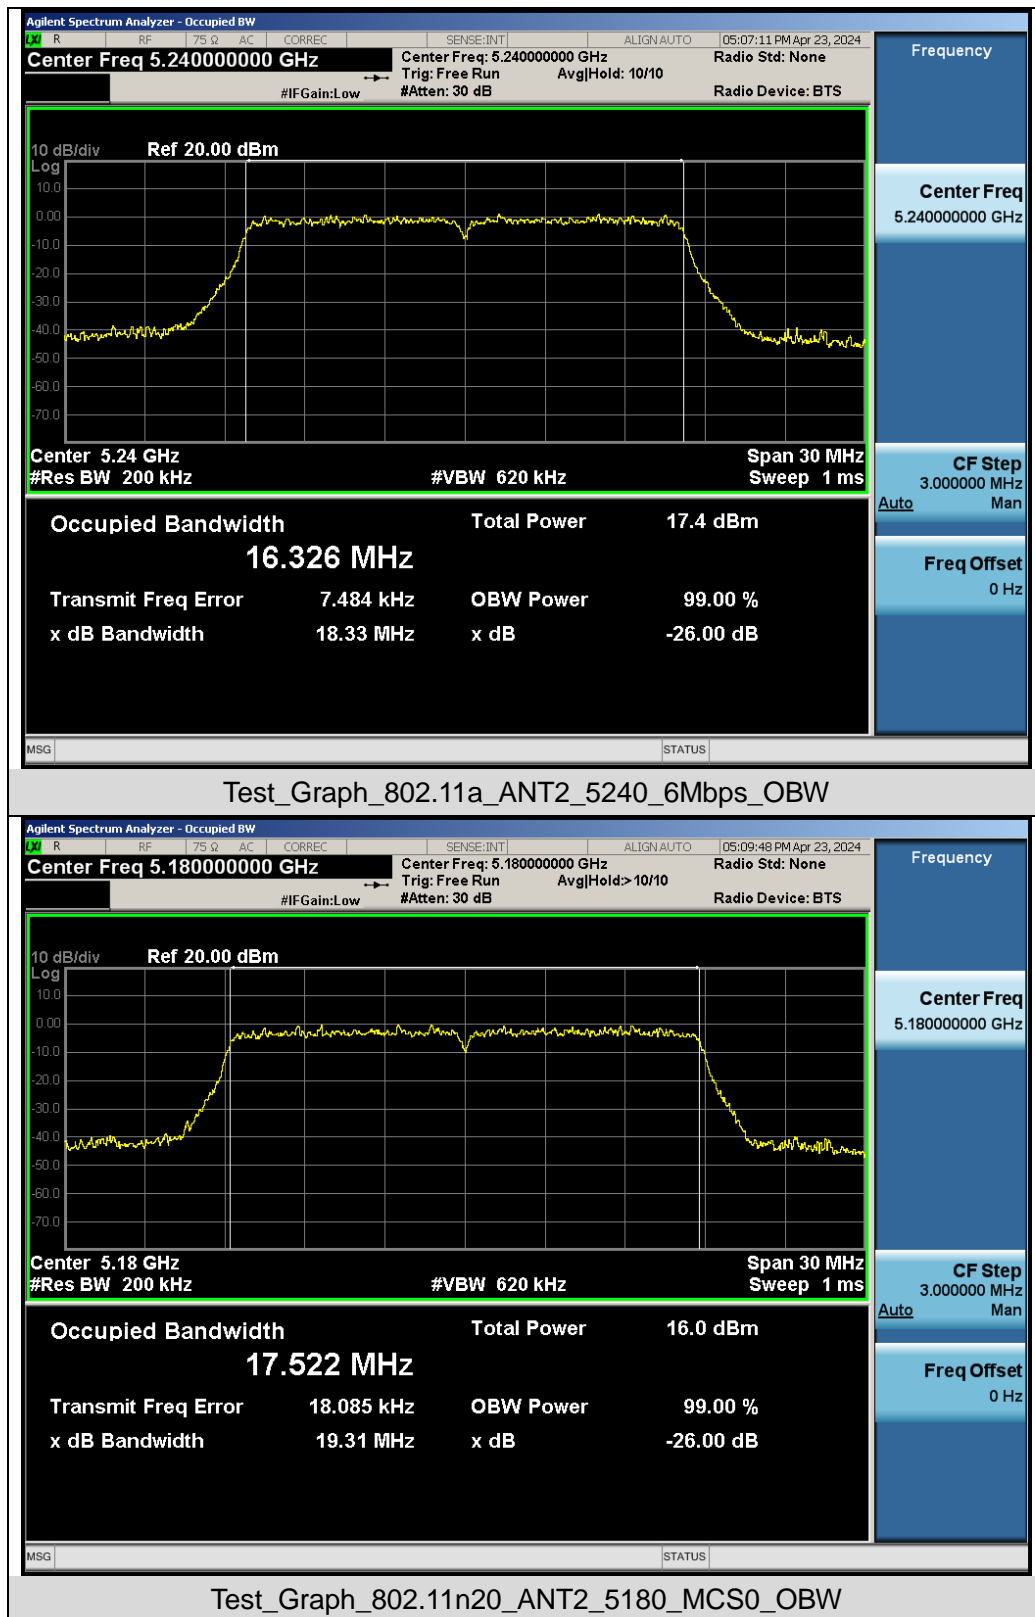 Agilent Spectrum Analyzer - Occupied BW
LXI R RF 75 Ω AC CORREC SENSE:INT ALIGN AUTO 05:07:11 PM Apr 23, 2024
Center Freq 5.240000000 GHz
Center Freq: 5.240000000 GHz
Radio Std: None
Trig: Free Run Avg|Hold: 10/10
#IFGain:Low #Atten: 30 dB Radio Device: BTS
Frequency
10 dB/div Ref 20.00 dBm
Log
10.0
0.00
-10.0
-20.0
-30.0
-40.0
-50.0
-60.0
-70.0
Center 5.24 GHz Span 30 MHz
#Res BW 200 kHz #VBW 620 kHz Sweep 1 ms
Center Freq
5.240000000 GHz
CF Step
3.000000 MHz
Auto Man
Freq Offset
0 Hz
Occupied Bandwidth Total Power 17.4 dBm
16.326 MHz
Transmit Freq Error 7.484 kHz OBW Power 99.00 %
x dB Bandwidth 18.33 MHz x dB -26.00 dB
MSG STATUS
Test_Graph_802.11a_ANT2_5240_6Mbps_OBW
Agilent Spectrum Analyzer - Occupied BW
LXI R RF 75 Ω AC CORREC SENSE:INT ALIGN AUTO 05:09:48 PM Apr 23, 2024
Center Freq 5.180000000 GHz
Center Freq: 5.180000000 GHz
Radio Std: None
Trig: Free Run Avg|Hold:>10/10
#IFGain:Low #Atten: 30 dB Radio Device: BTS
Frequency
10 dB/div Ref 20.00 dBm
Log
10.0
0.00
-10.0
-20.0
-30.0
-40.0
-50.0
-60.0
-70.0
Center 5.18 GHz Span 30 MHz
#Res BW 200 kHz #VBW 620 kHz Sweep 1 ms
Center Freq
5.180000000 GHz
CF Step
3.000000 MHz
Auto Man
Freq Offset
0 Hz
Occupied Bandwidth Total Power 16.0 dBm
17.522 MHz
Transmit Freq Error 18.085 kHz OBW Power 99.00 %
x dB Bandwidth 19.31 MHz x dB -26.00 dB
MSG STATUS
Test_Graph_802.11n20_ANT2_5180_MCS0_OBW